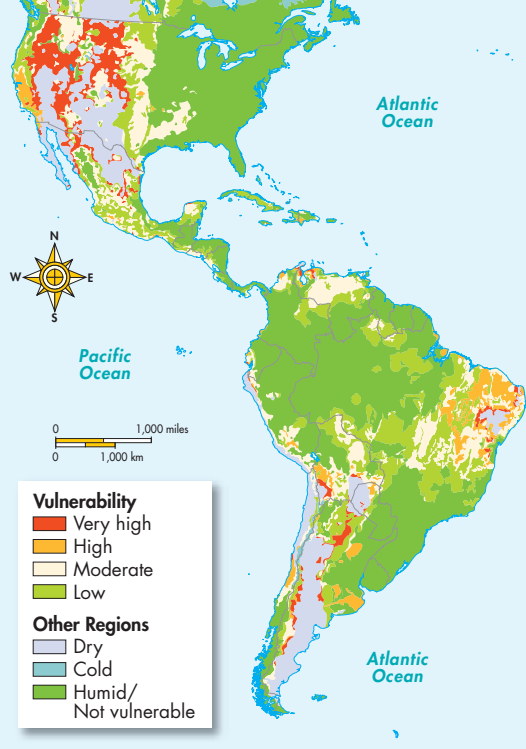 Atlantic
Ocean
N
W
E
S
Pacific
Ocean
0
1,000 miles
0
1,000 km
Vulnerability
Very high
High
Moderate
Low
Other Regions
Dry
Cold
Humid/
Not vulnerable
Atlantic
Ocean